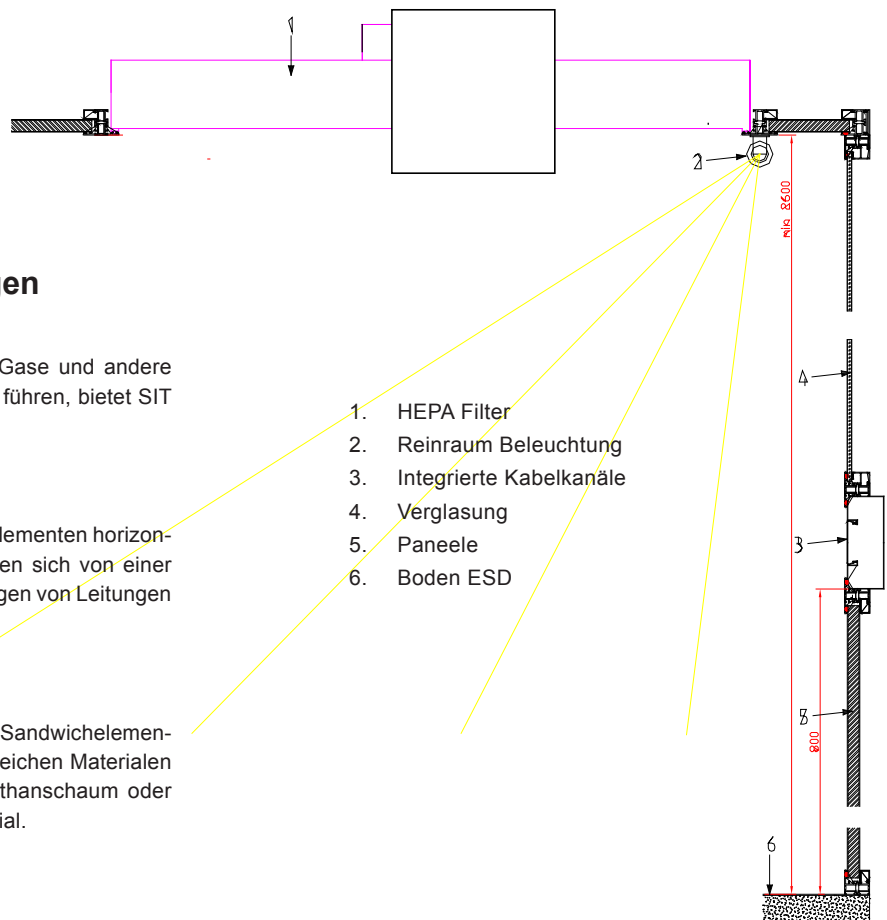 1
2
min 2600
gen
Gase und andere
führen, bietet SIT
4
1. HEPA Filter
2. Reinraum Beleuchtung
3. Integrierte Kabelkanäle
4. Verglasung
5. Paneele
6. Boden ESD
lementen horizon-
en sich von einer
gen von Leitungen
3
Sandwichelemen-
eichen Materialen
thanschaum oder
ial.
5
800
6